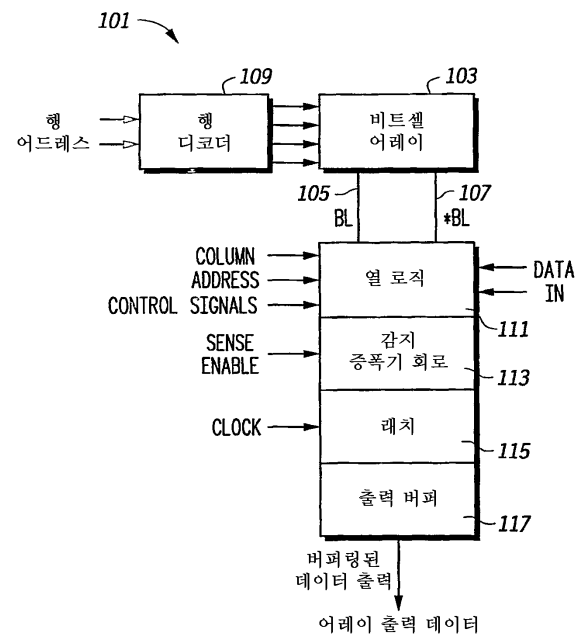 101
109
103
행
어드레스
행
디코더
비트셀
어레이
105
107
BL
*BL
COLUMN
ADDRESS
CONTROL SIGNALS
열 로직
DATA
IN
111
SENSE
ENABLE
감지
증폭기 회로
113
CLOCK
래치
115
출력 버퍼
117
버퍼링된
데이터 출력
어레이 출력 데이터